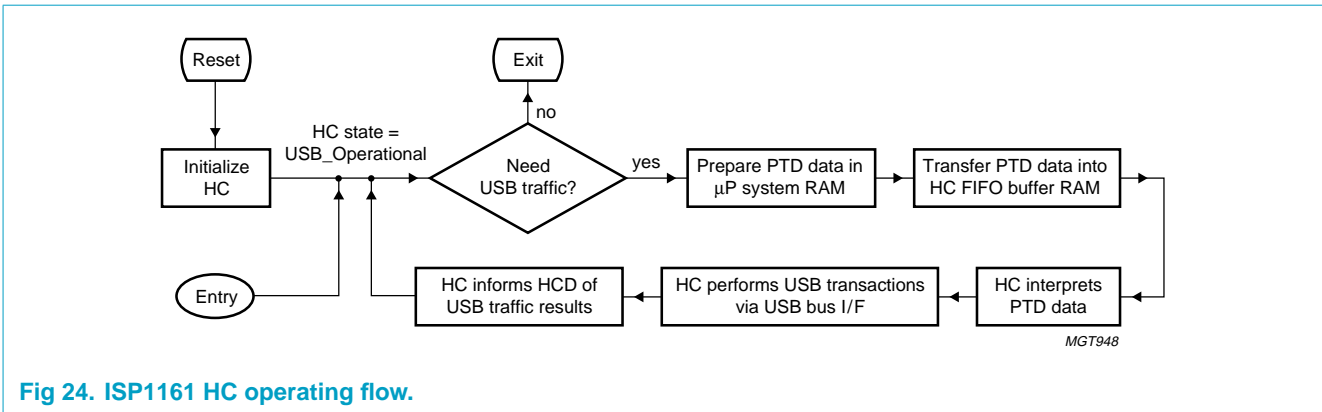 Reset
Exit
no
HC state =
USB_Operational
Initialize
HC
Need
USB traffic?
yes
Prepare PTD data in
µP system RAM
Transfer PTD data into
HC FIFO buffer RAM
Entry
HC informs HCD of
USB traffic results
HC performs USB transactions
via USB bus I/F
HC interprets
PTD data
MGT948
Fig 24. ISP1161 HC operating flow.